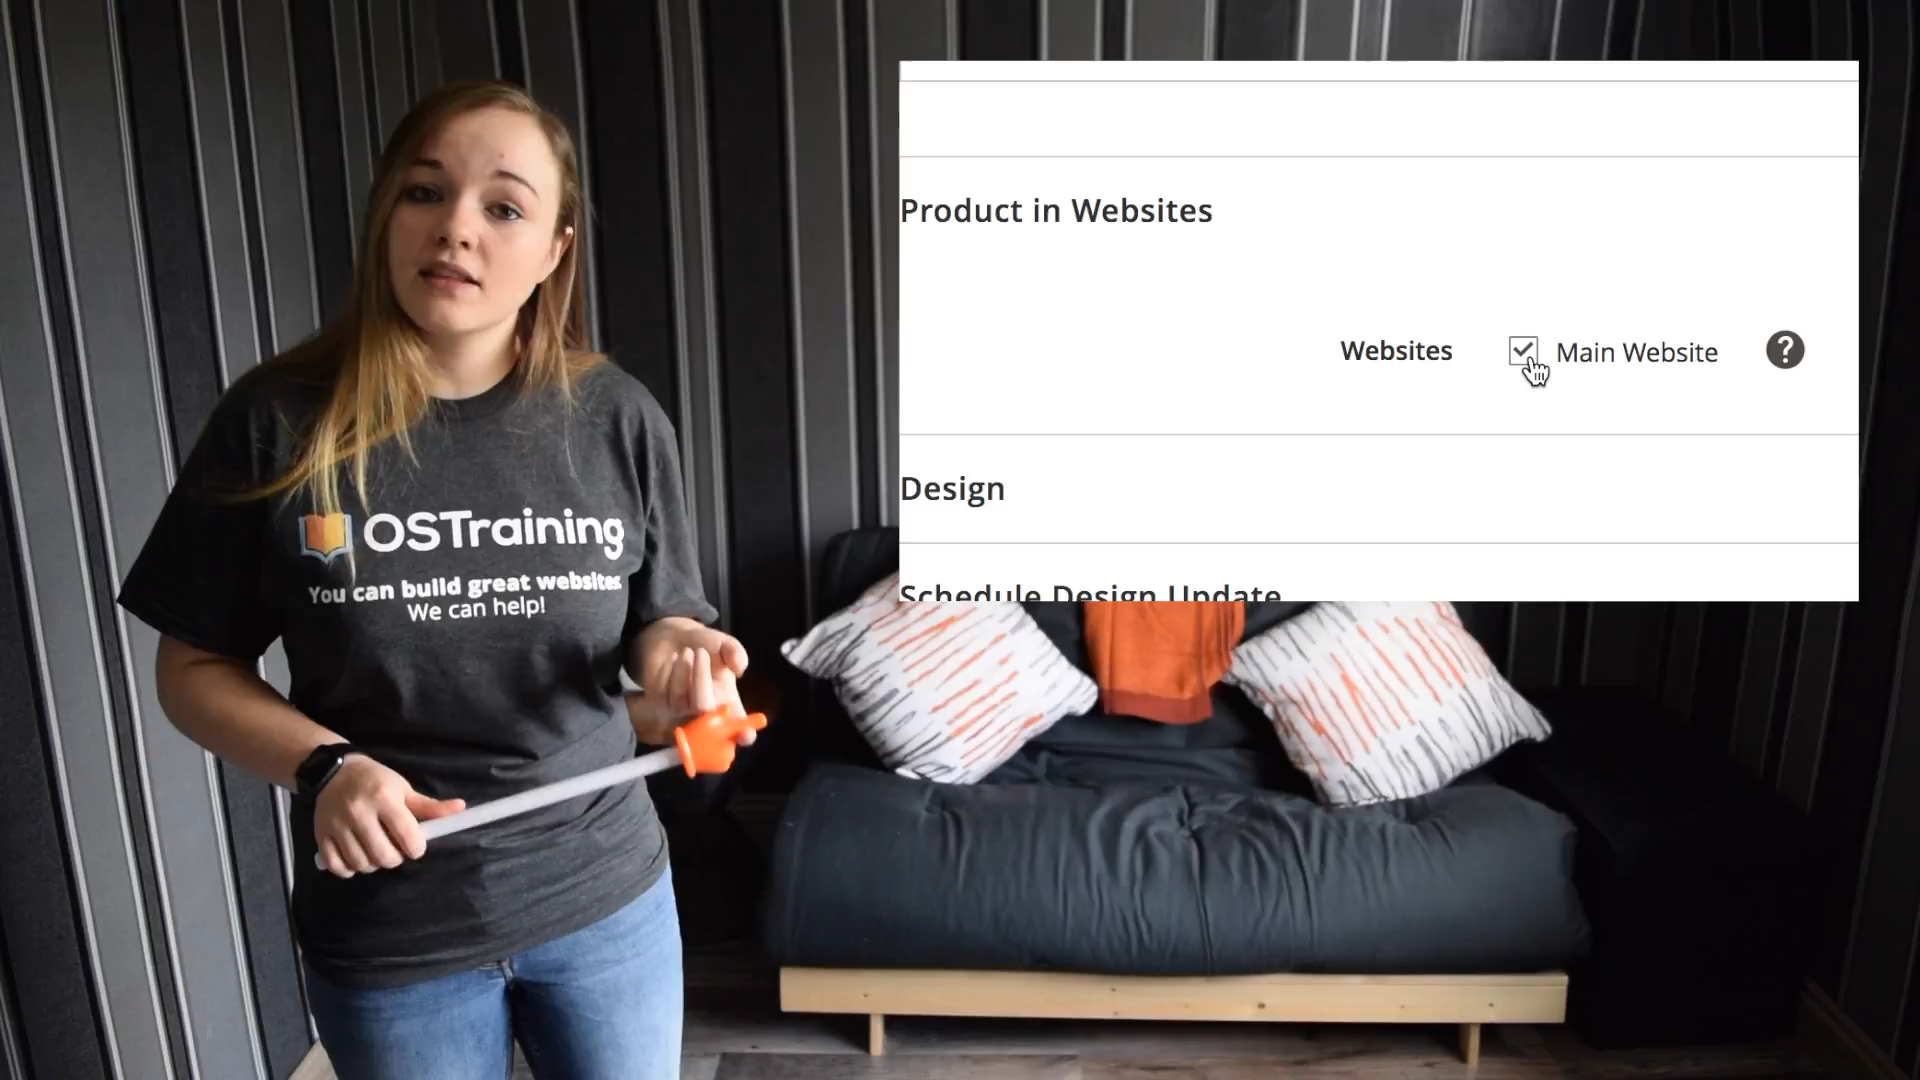 OSTraining
You can build great websites
We can help!
Product in Websites
Websites Main Website ?
Design
Schedule Design Update